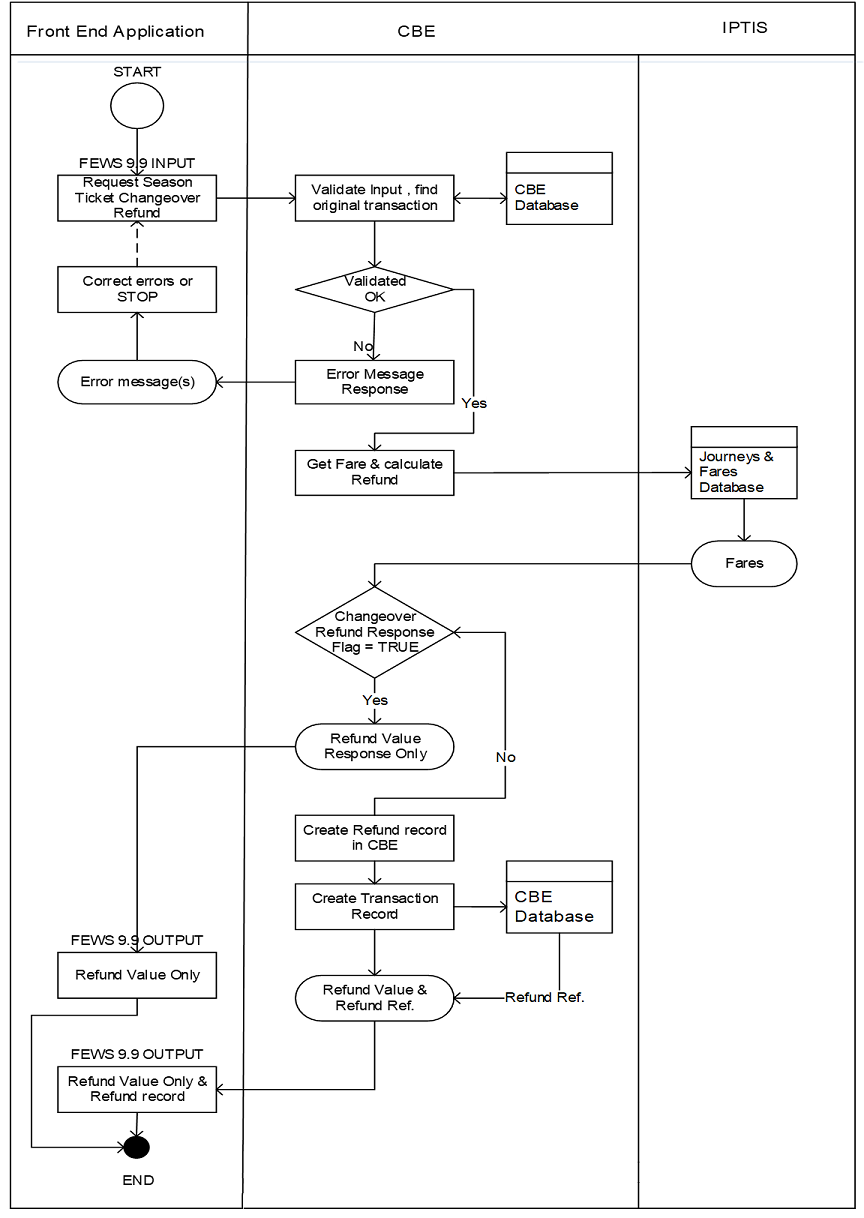 Front End Application
CBE
IPTIS
START
FEWS 9.9 INPUT
Request Season
Ticket Changeover
Refund
Validate Input , find
original transaction
CBE
Database
Correct errors or
STOP
Validated
OK
No
Error message(s)
Error Message
Response
Yes
Get Fare & calculate
Refund
Journeys &
Fares
Database
Fares
Changeover
Refund Response
Flag = TRUE
Yes
Refund Value
Response Only
No
Create Refund record
in CBE
Create Transaction
Record
CBE
Database
FEWS 9.9 OUTPUT
Refund Value Only
Refund Value &
Refund Ref.
Refund Ref.
FEWS 9.9 OUTPUT
Refund Value Only &
Refund record
END